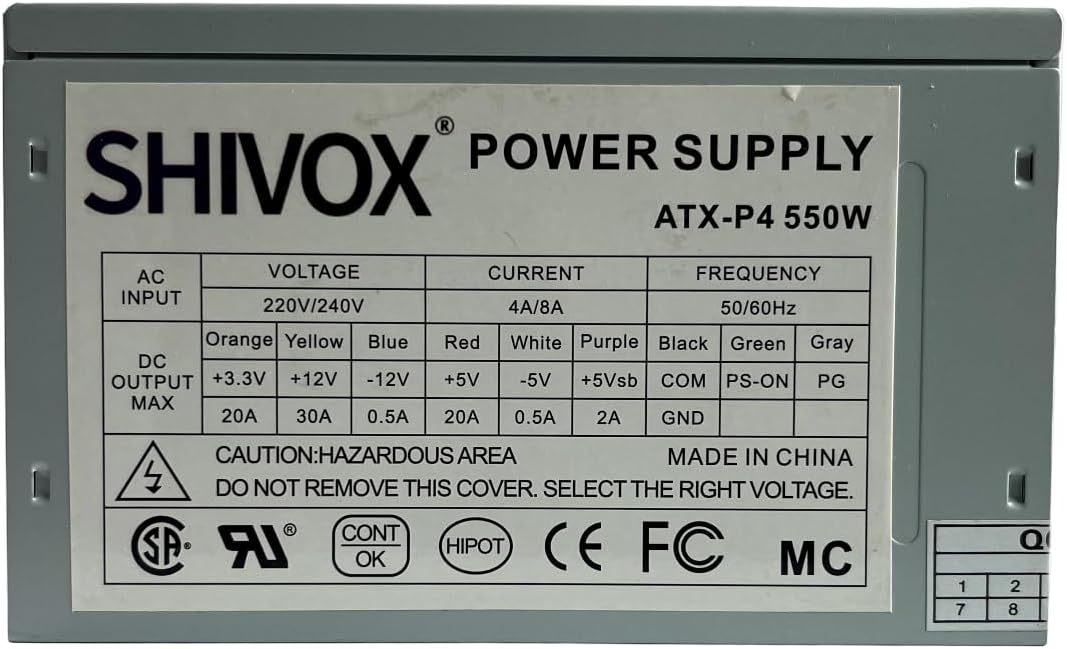 SHIVOX® POWER SUPPLY
ATX-P4 550W
AC INPUT VOLTAGE CURRENT FREQUENCY
220V/240V 4A/8A 50/60Hz
DC OUTPUT MAX Orange Yellow Blue Red White Purple Black Green Gray
+3.3V +12V -12V +5V -5V +5Vsb COM PS-ON PG
20A 30A 0.5A 20A 0.5A 2A GND
CAUTION:HAZARDOUS AREA MADE IN CHINA
DO NOT REMOVE THIS COVER. SELECT THE RIGHT VOLTAGE.
SA® RU® CONT OK HIPOT CE FC MC
1 2
7 8